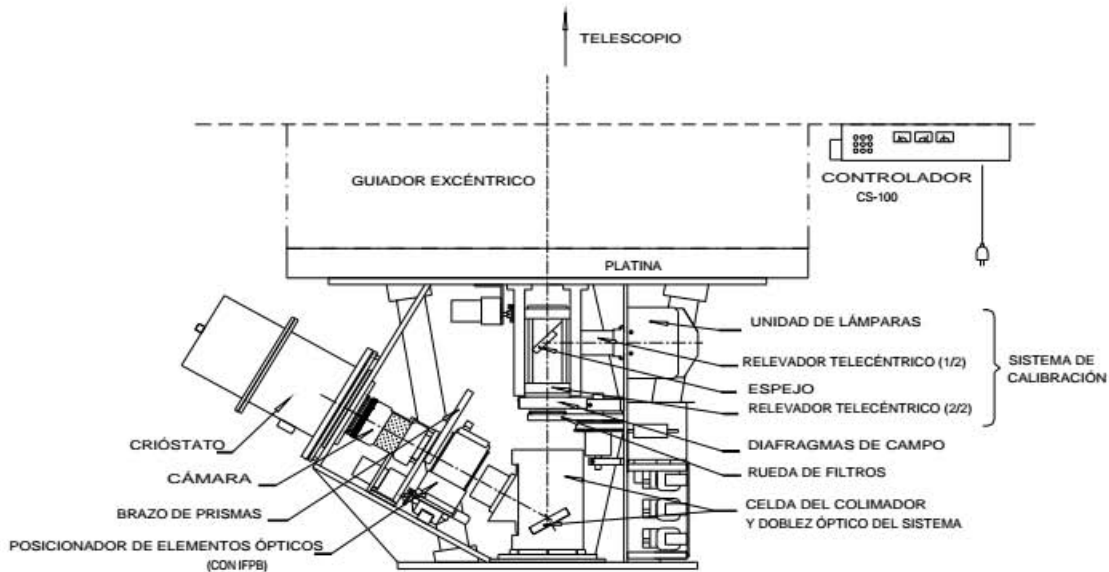 TELESCOPIO
GUIADOR EXCÉNTRICO
CONTROLADOR
CS-100
PLATINA
UNIDAD DE LÁMPARAS
RELEVADOR TELECÉNTRICO (1/2)
ESPEJO
RELEVADOR TELECÉNTRICO (2/2)
SISTEMA DE
CALIBRACIÓN
DIAFRAGMAS DE CAMPO
RUEDA DE FILTROS
CELDA DEL COLIMADOR
Y DOBLEZ ÓPTICO DEL SISTEMA
CRIÓSTATO
CÁMARA
BRAZO DE PRISMAS
POSICIONADOR DE ELEMENTOS ÓPTICOS
(CON IFPB)